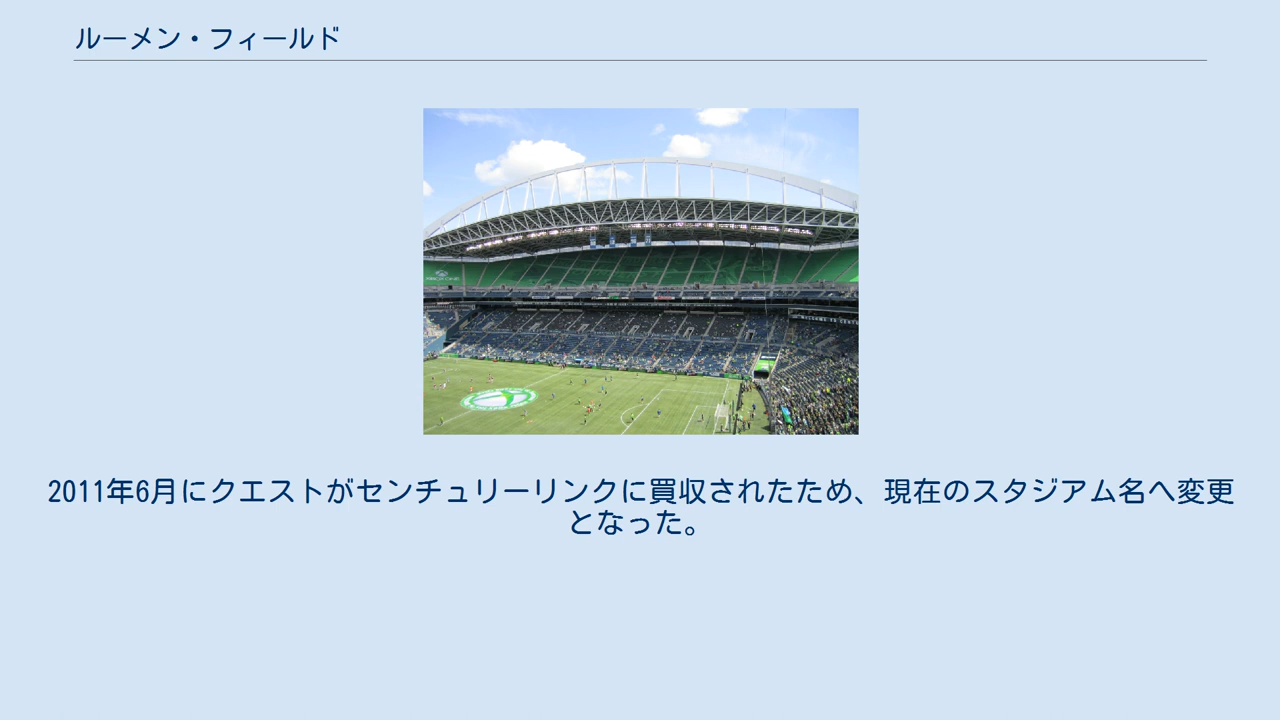 ルーメン・フィールド
2011年6月にクエストがセンチュリーリンクに買収されたため、現在のスタジアム名へ変更
となった。